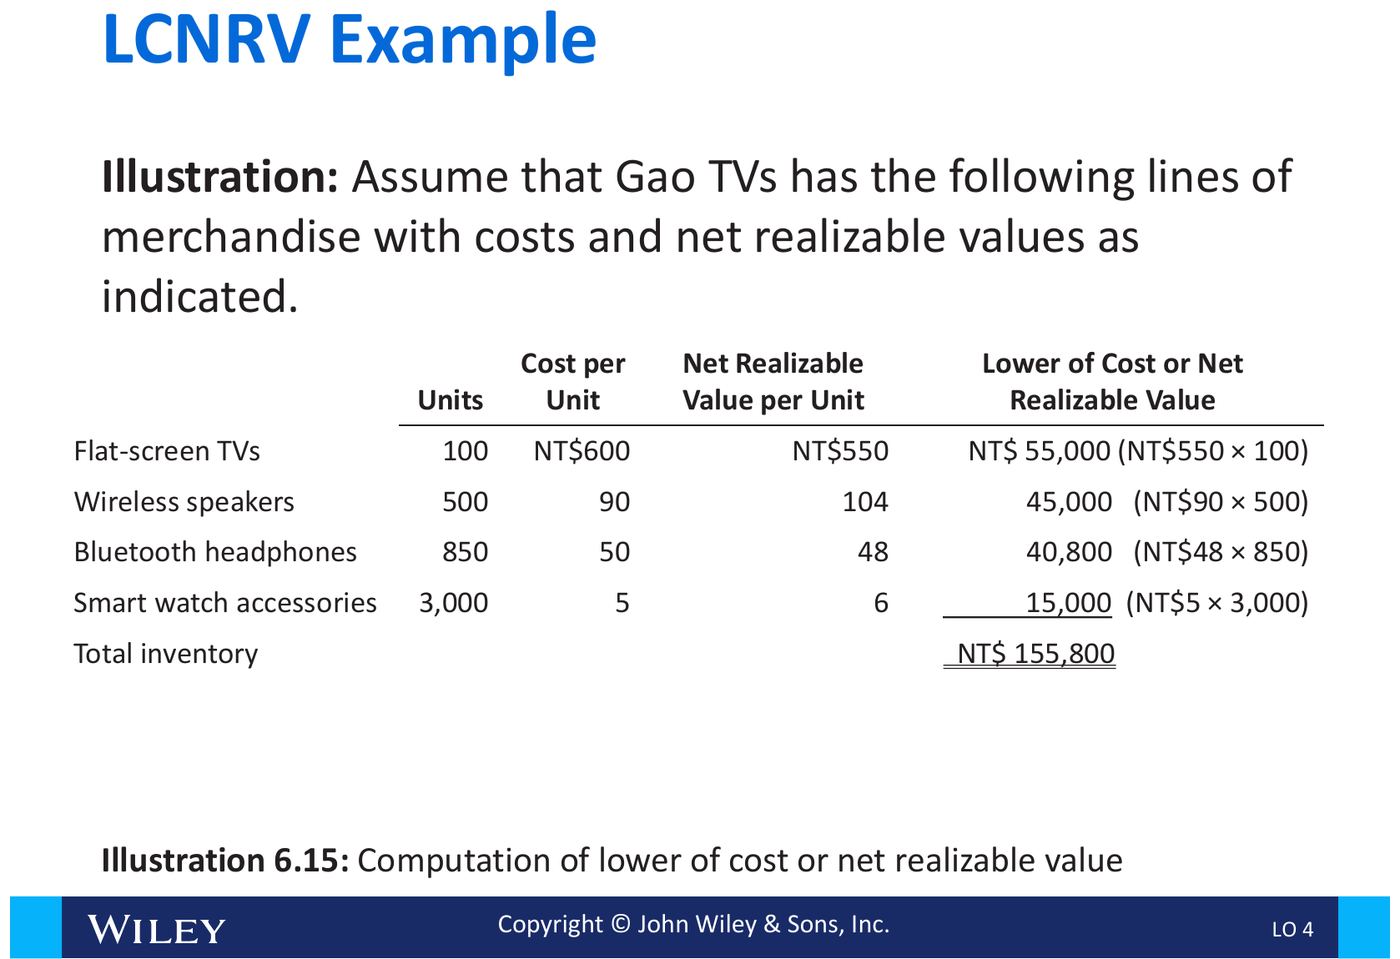 LCNRV Example
Illustration: Assume that Gao TVs has the following lines of
merchandise with costs and net realizable values as
indicated.
Units Cost per Unit Net Realizable Value per Unit Lower of Cost or Net Realizable Value
Flat-screen TVs 100 NT$600 NT$550 NT$ 55,000 (NT$550 × 100)
Wireless speakers 500 90 104 45,000 (NT$90 × 500)
Bluetooth headphones 850 50 48 40,800 (NT$48 × 850)
Smart watch accessories 3,000 5 6 15,000 (NT$5 × 3,000)
Total inventory NT$ 155,800
Illustration 6.15: Computation of lower of cost or net realizable value
WILEY Copyright © John Wiley & Sons, Inc. LO 4